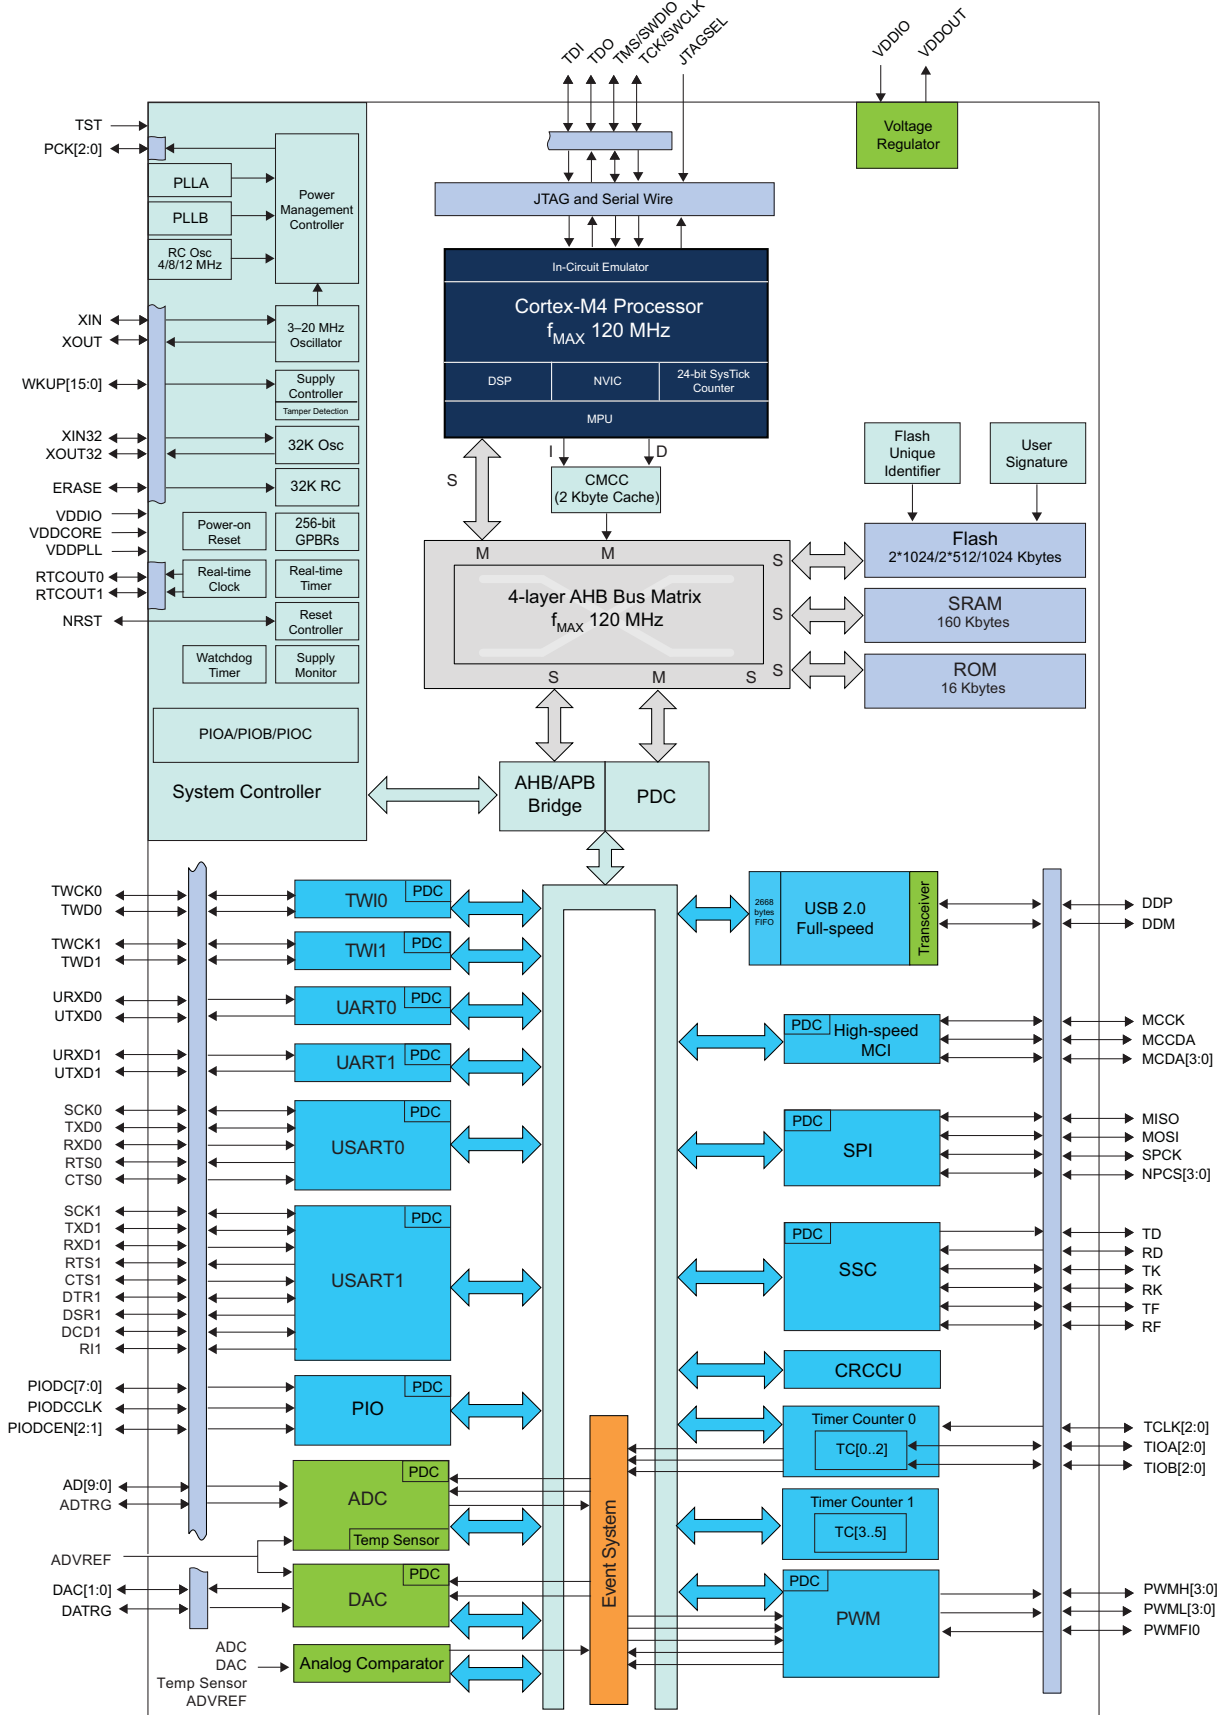 TDI
TDO
TMS/SWDIO
TCK/SWCLK
JTAGSEL
VDDIO
VDDOUT
Voltage
Regulator
TST
PCK[2:0]
PLLA
PLLB
RC Osc
4/8/12 MHz
Power
Management
Controller
JTAG and Serial Wire
In-Circuit Emulator
Cortex-M4 Processor
fMAX 120 MHz
DSP
NVIC
24-bit SysTick
Counter
MPU
XIN
XOUT
3–20 MHz
Oscillator
WKUP[15:0]
Supply
Controller
Tamper Detection
XIN32
XOUT32
32K Osc
ERASE
32K RC
VDDIO
VDDCORE
VDDPLL
Power-on
Reset
256-bit
GPBRs
RTCOUT0
RTCOUT1
Real-time
Clock
Real-time
Timer
NRST
Reset
Controller
Watchdog
Timer
Supply
Monitor
PIOA/PIOB/PIOC
System Controller
S
I
D
CMCC
(2 Kbyte Cache)
Flash
Unique
Identifier
User
Signature
M
M
S
S
S
4-layer AHB Bus Matrix
fMAX 120 MHz
S
M
S
Flash
2*1024/2*512/1024 Kbytes
SRAM
160 Kbytes
ROM
16 Kbytes
AHB/APB
Bridge
PDC
TWCK0
TWD0
TWI0
PDC
TWCK1
TWD1
TWI1
PDC
URXD0
UTXD0
UART0
PDC
URXD1
UTXD1
UART1
PDC
SCK0
TXD0
RXD0
RTS0
CTS0
USART0
PDC
SCK1
TXD1
RXD1
RTS1
CTS1
DTR1
DSR1
DCD1
RI1
USART1
PDC
PIODC[7:0]
PIODCCLK
PIODCEN[2:1]
PIO
PDC
AD[9:0]
ADTRG
ADC
PDC
Temp Sensor
ADVREF
DAC[1:0]
DATRG
DAC
PDC
ADC
DAC
Temp Sensor
ADVREF
Analog Comparator
Event System
2668
bytes
FIFO
USB 2.0
Full-speed
Transceiver
DDP
DDM
PDC
High-speed
MCI
MCCK
MCCDA
MCDA[3:0]
PDC
SPI
MISO
MOSI
SPCK
NPCS[3:0]
PDC
SSC
TD
RD
TK
RK
TF
RF
CRCCU
Timer Counter 0
TC[0..2]
TCLK[2:0]
TIOA[2:0]
TIOB[2:0]
Timer Counter 1
TC[3..5]
PDC
PWM
PWMH[3:0]
PWML[3:0]
PWMFI0